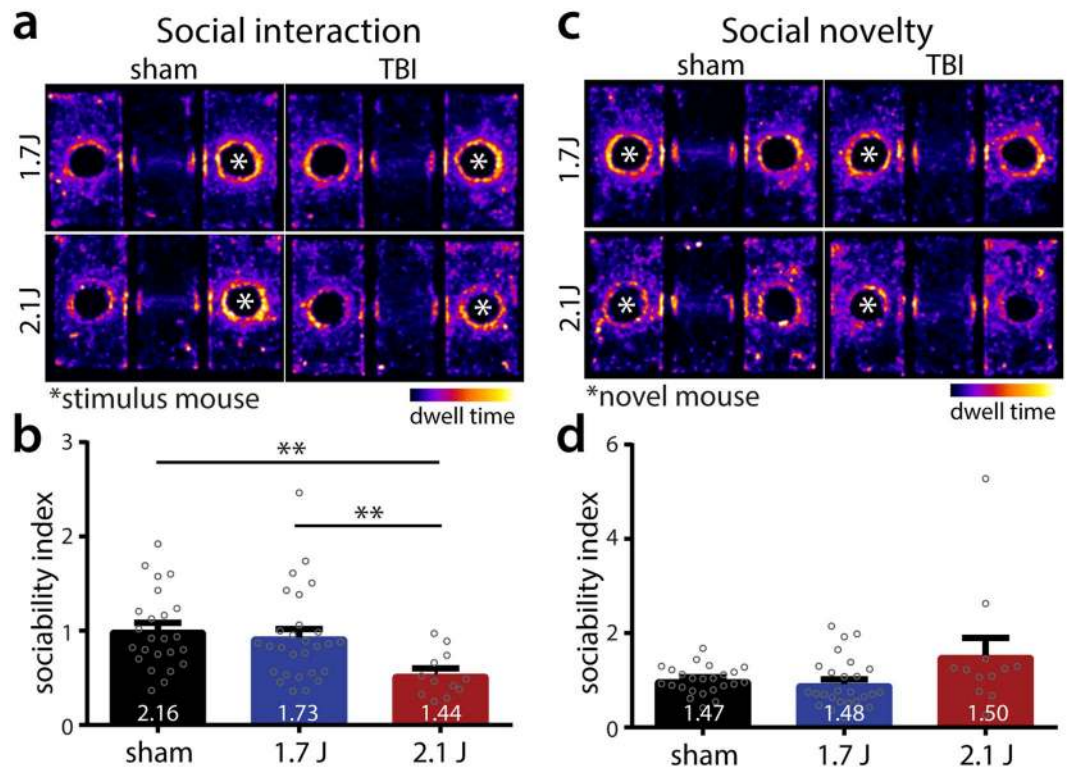 a Social interaction
sham TBI
1.7J
*
*
2.1J
*
*
*stimulus mouse
dwell time
c Social novelty
sham TBI
1.7J
*
*
2.1J
*
*
*novel mouse
dwell time
b
sociability index
3
2
1
0
**
**
2.16 1.73 1.44
sham 1.7 J 2.1 J
d
sociability index
6
4
2
0
1.47 1.48 1.50
sham 1.7 J 2.1 J